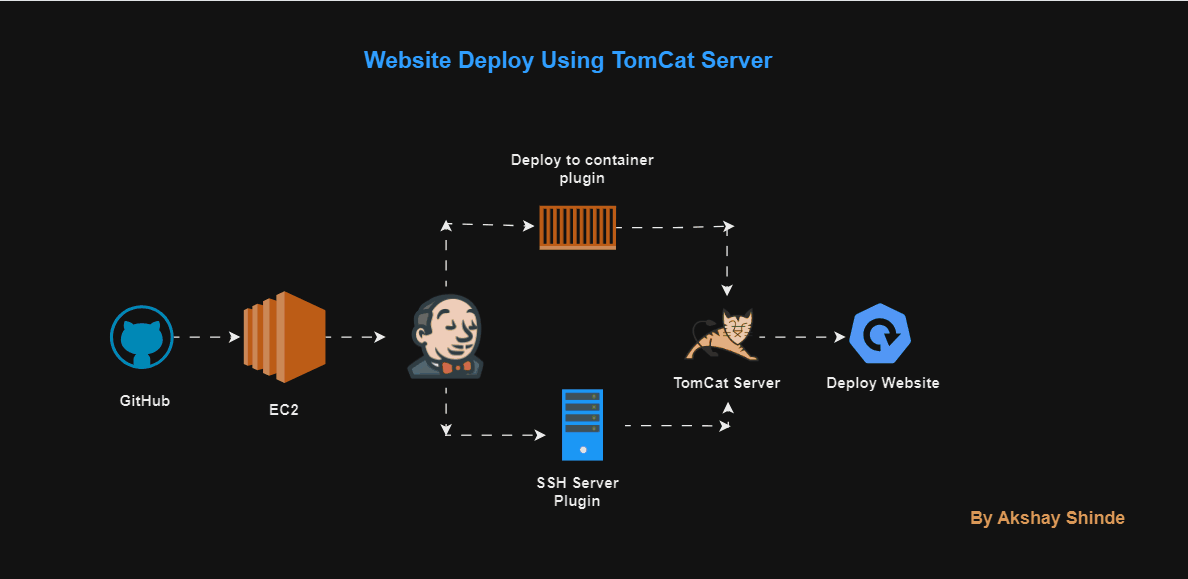 Website Deploy Using TomCat Server
Deploy to container
plugin
GitHub
EC2
TomCat Server
Deploy Website
SSH Server
Plugin
By Akshay Shinde